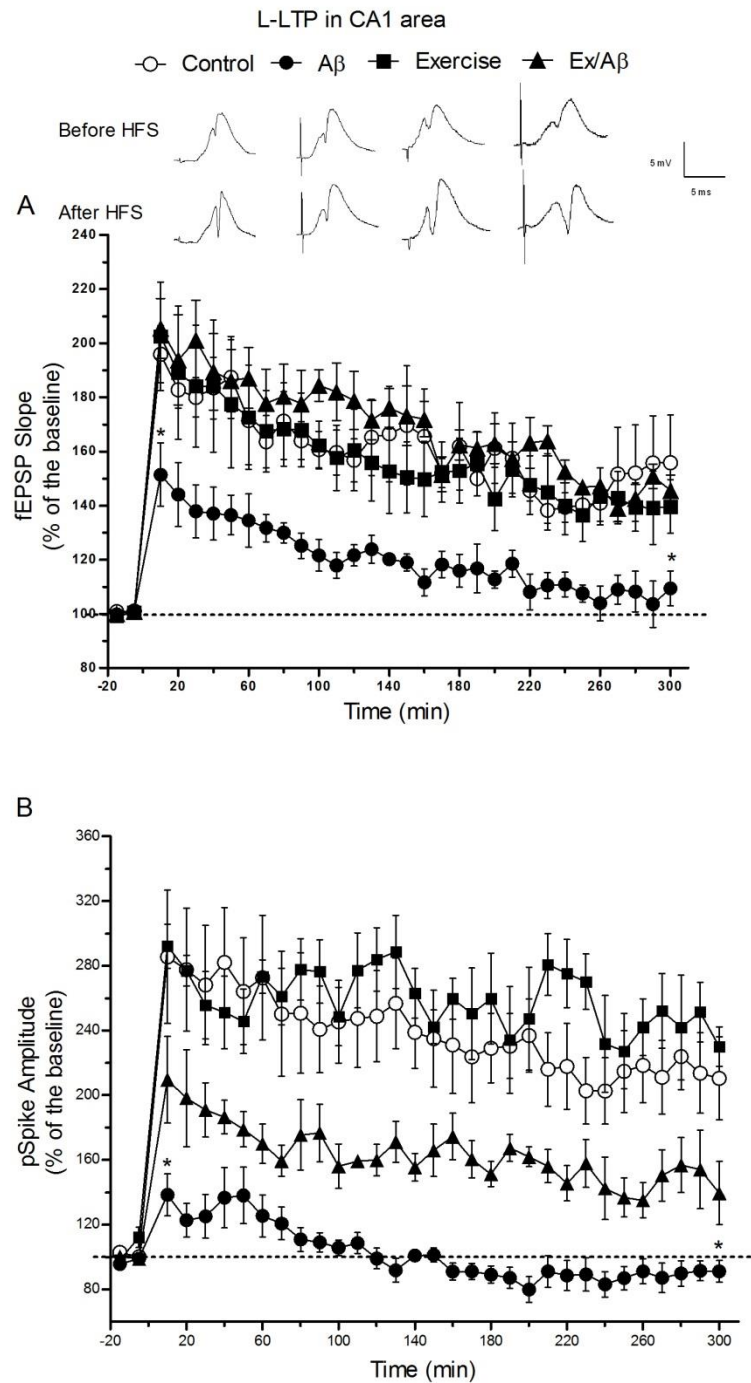 L-LTP in CA1 area
Control Aβ Exercise Ex/Aβ
Before HFS
5 mV
5 ms
After HFS
A
240
220
200
180
160
140
120
100
80
*
*
fEPSP Slope
(% of the baseline)
-20 20 60 100 140 180 220 260 300
Time (min)
B
360
320
280
240
200
160
120
80
*
*
pSpike Amplitude
(% of the baseline)
-20 20 60 100 140 180 220 260 300
Time (min)